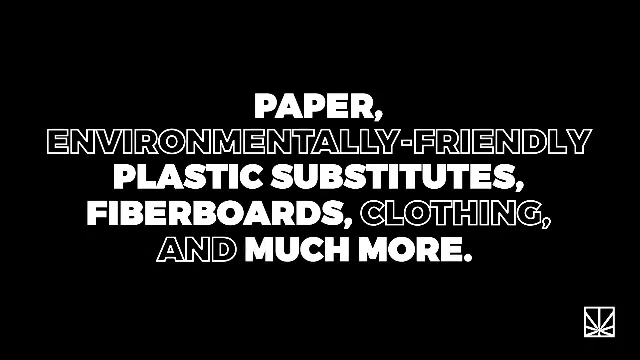 PAPER,
ENVIRONMENTALLY-FRIENDLY
PLASTIC SUBSTITUTES,
FIBERBOARDS, CLOTHING,
AND MUCH MORE.